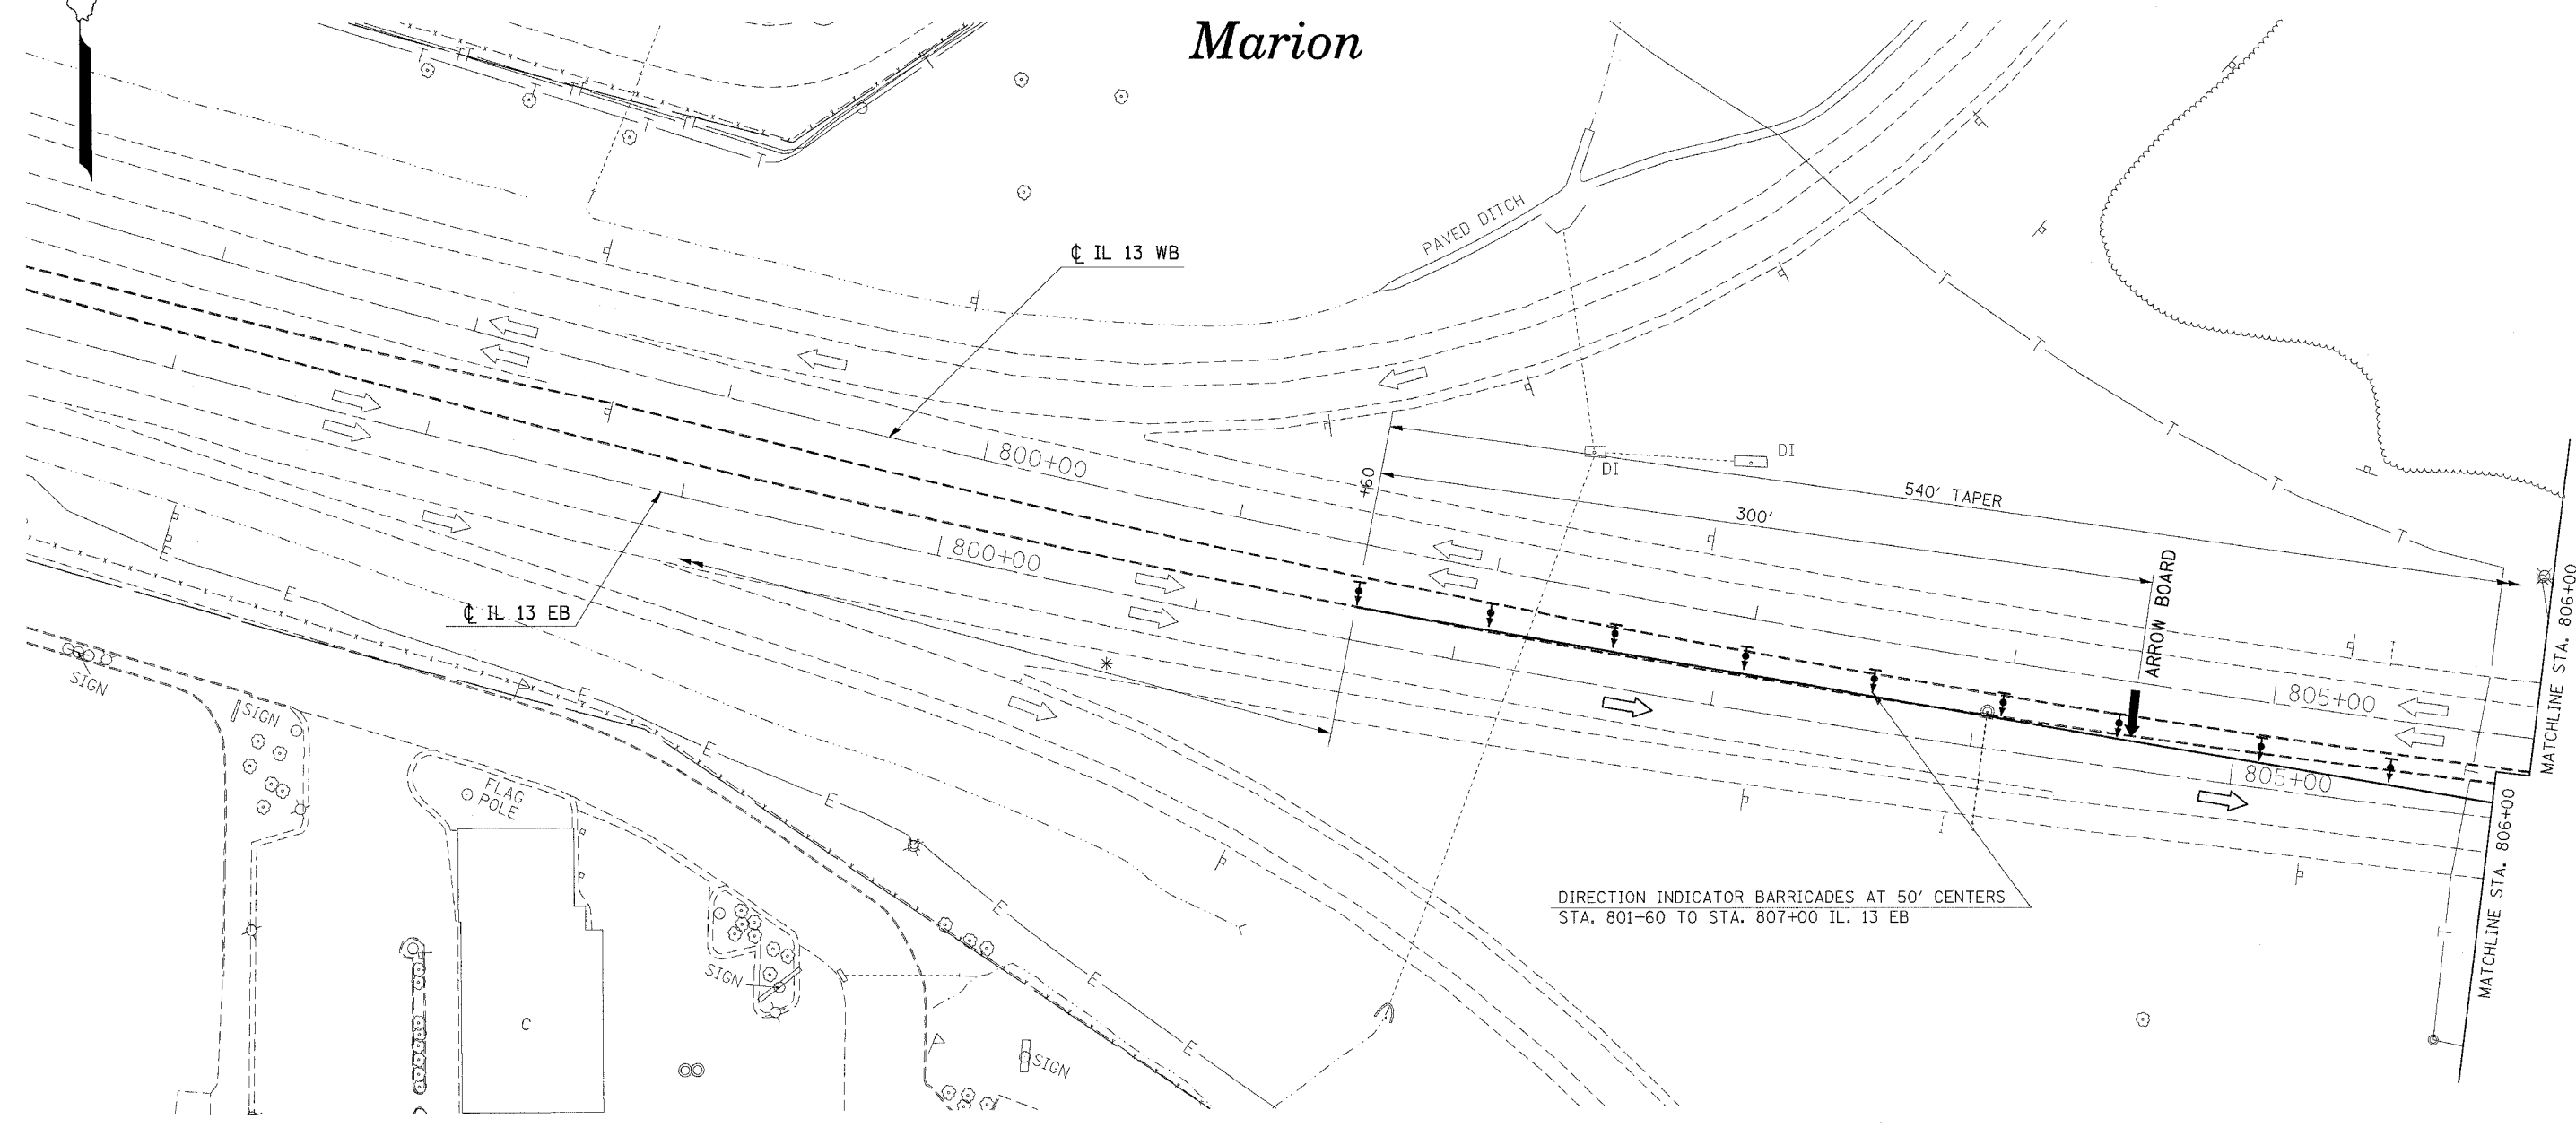 Marion
℄ IL 13 WB
PAVED DITCH
800+00
+60
DI
DI
540' TAPER
300'
800+00
℄ IL 13 EB
ARROW BOARD
MATCHLINE STA. 806+00
805+00
805+00
MATCHLINE STA. 806+00
DIRECTION INDICATOR BARRICADES AT 50' CENTERS
STA. 801+60 TO STA. 807+00 IL. 13 EB
SIGN
SIGN
FLAG
POLE
SIGN
SIGN
C
T
T
T
T
T
T
T
T
T
T
T
T
T
E
E
E
E
E
E
E
E
E